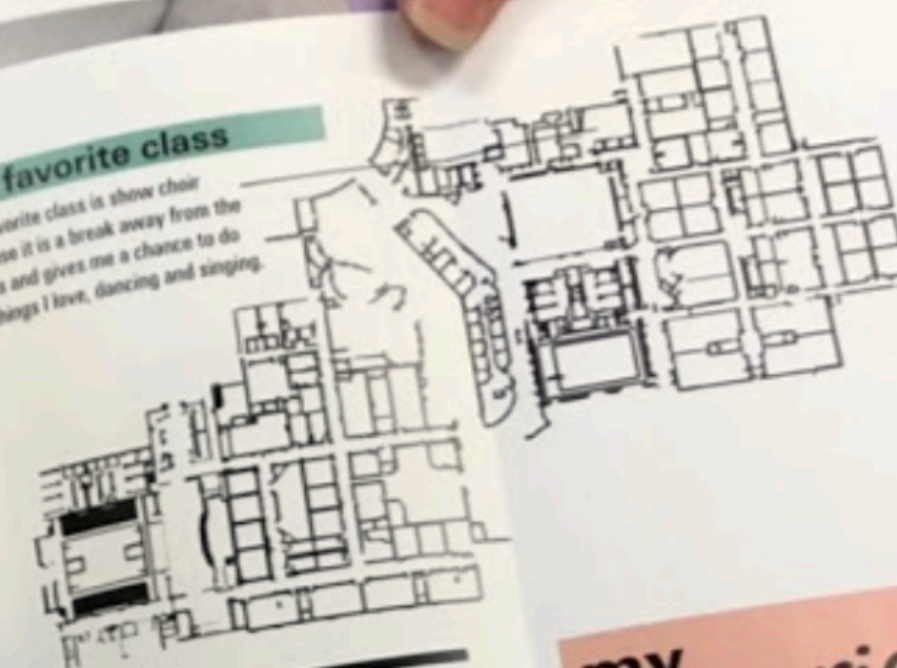 favorite class
vorite class is show choir
se it is a break away from the
s and gives me a chance to do
hings I love, dancing and singing.
my